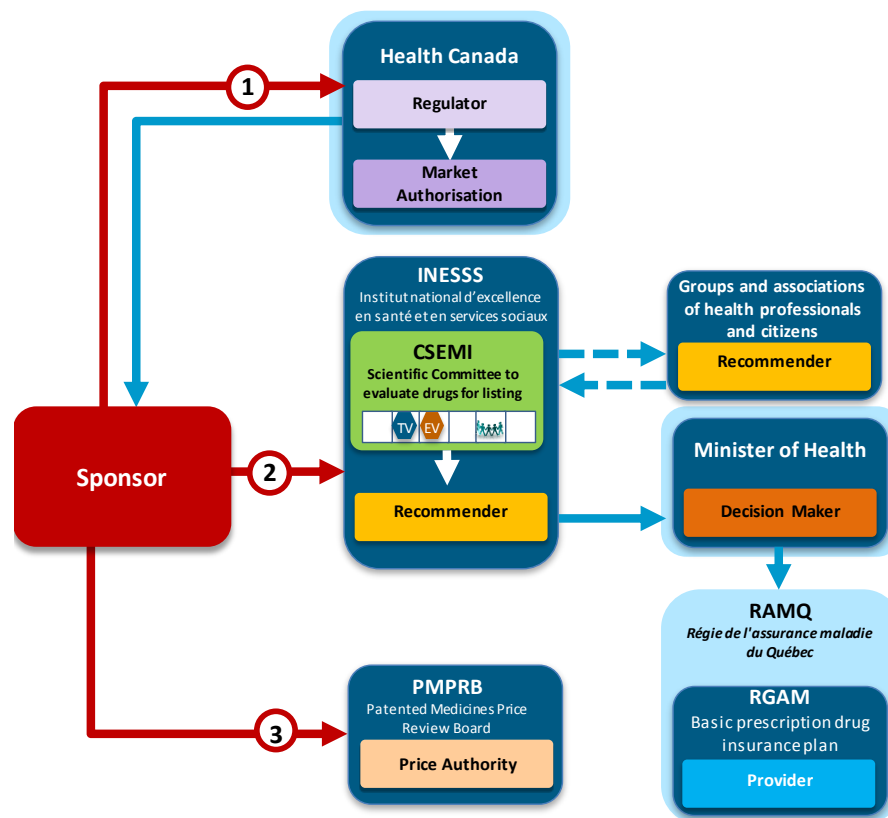 Health Canada
1
Regulator
Market
Authorisation
INESSS
Institut national d'excellence
en santé et en services sociaux
CSEMI
Scientific Committee to
evaluate drugs for listing
TV EV
Recommender
Groups and associations
of health professionals
and citizens
Recommender
Sponsor
2
Minister of Health
Decision Maker
RAMQ
Régie de l'assurance maladie
du Québec
RGAM
Basic prescription drug
insurance plan
Provider
3
PMPRB
Patented Medicines Price
Review Board
Price Authority